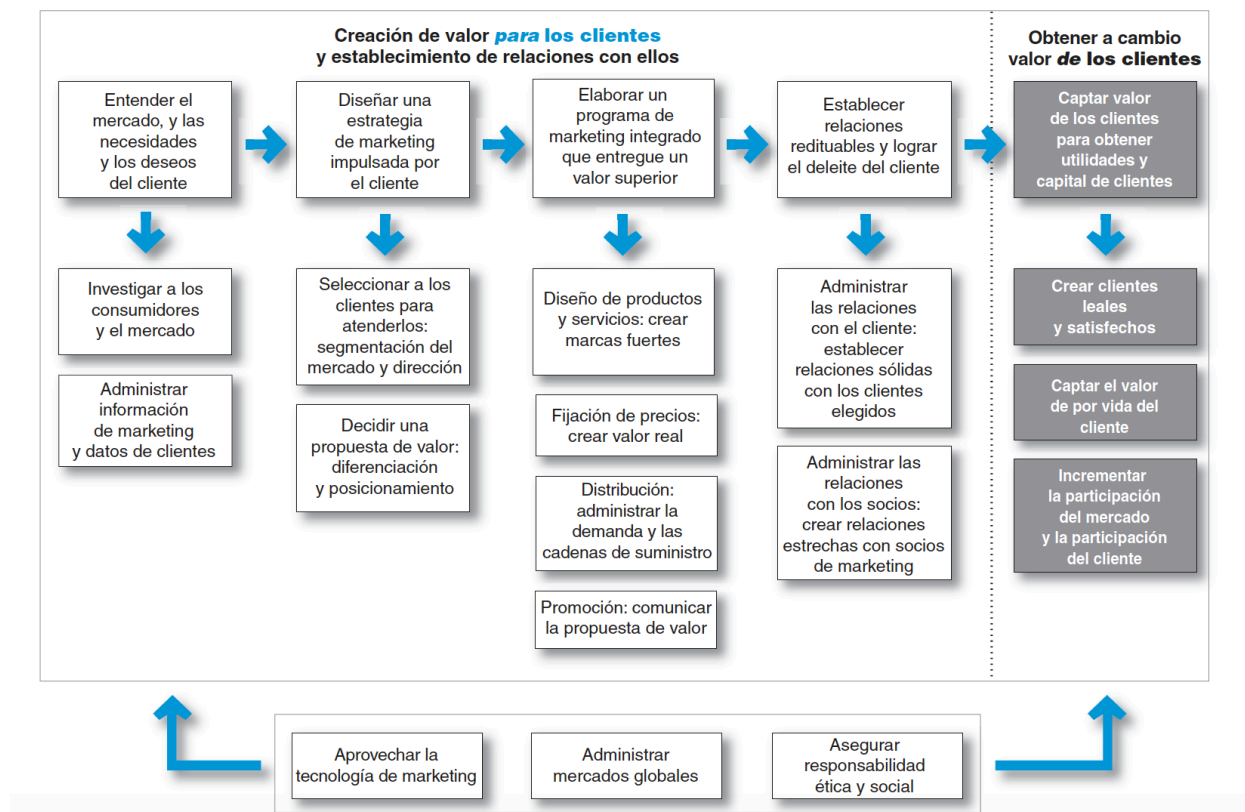 Creación de valor para los clientes
y establecimiento de relaciones con ellos
Obtener a cambio
valor de los clientes
Entender el
mercado, y las
necesidades
y los deseos
del cliente
Diseñar una
estrategia
de marketing
impulsada por
el cliente
Elaborar un
programa de
marketing integrado
que entregue un
valor superior
Establecer
relaciones
redituables y lograr
el deleite del cliente
Captar valor
de los clientes
para obtener
utilidades y
capital de clientes
Investigar a los
consumidores
y el mercado
Administrar
información
de marketing
y datos de clientes
Seleccionar a los
clientes para
atenderlos:
segmentación del
mercado y dirección
Decidir una
propuesta de valor:
diferenciación
y posicionamiento
Diseño de productos
y servicios: crear
marcas fuertes
Fijación de precios:
crear valor real
Distribución:
administrar la
demanda y las
cadenas de suministro
Promoción: comunicar
la propuesta de valor
Administrar
las relaciones
con el cliente:
establecer
relaciones sólidas
con los clientes
elegidos
Administrar las
relaciones
con los socios:
crear relaciones
estrechas con socios
de marketing
Crear clientes
leales
y satisfechos
Captar el valor
de por vida del
cliente
Incrementar
la participación
del mercado
y la participación
del cliente
Aprovechar la
tecnología de marketing
Administrar
mercados globales
Asegurar
responsabilidad
ética y social